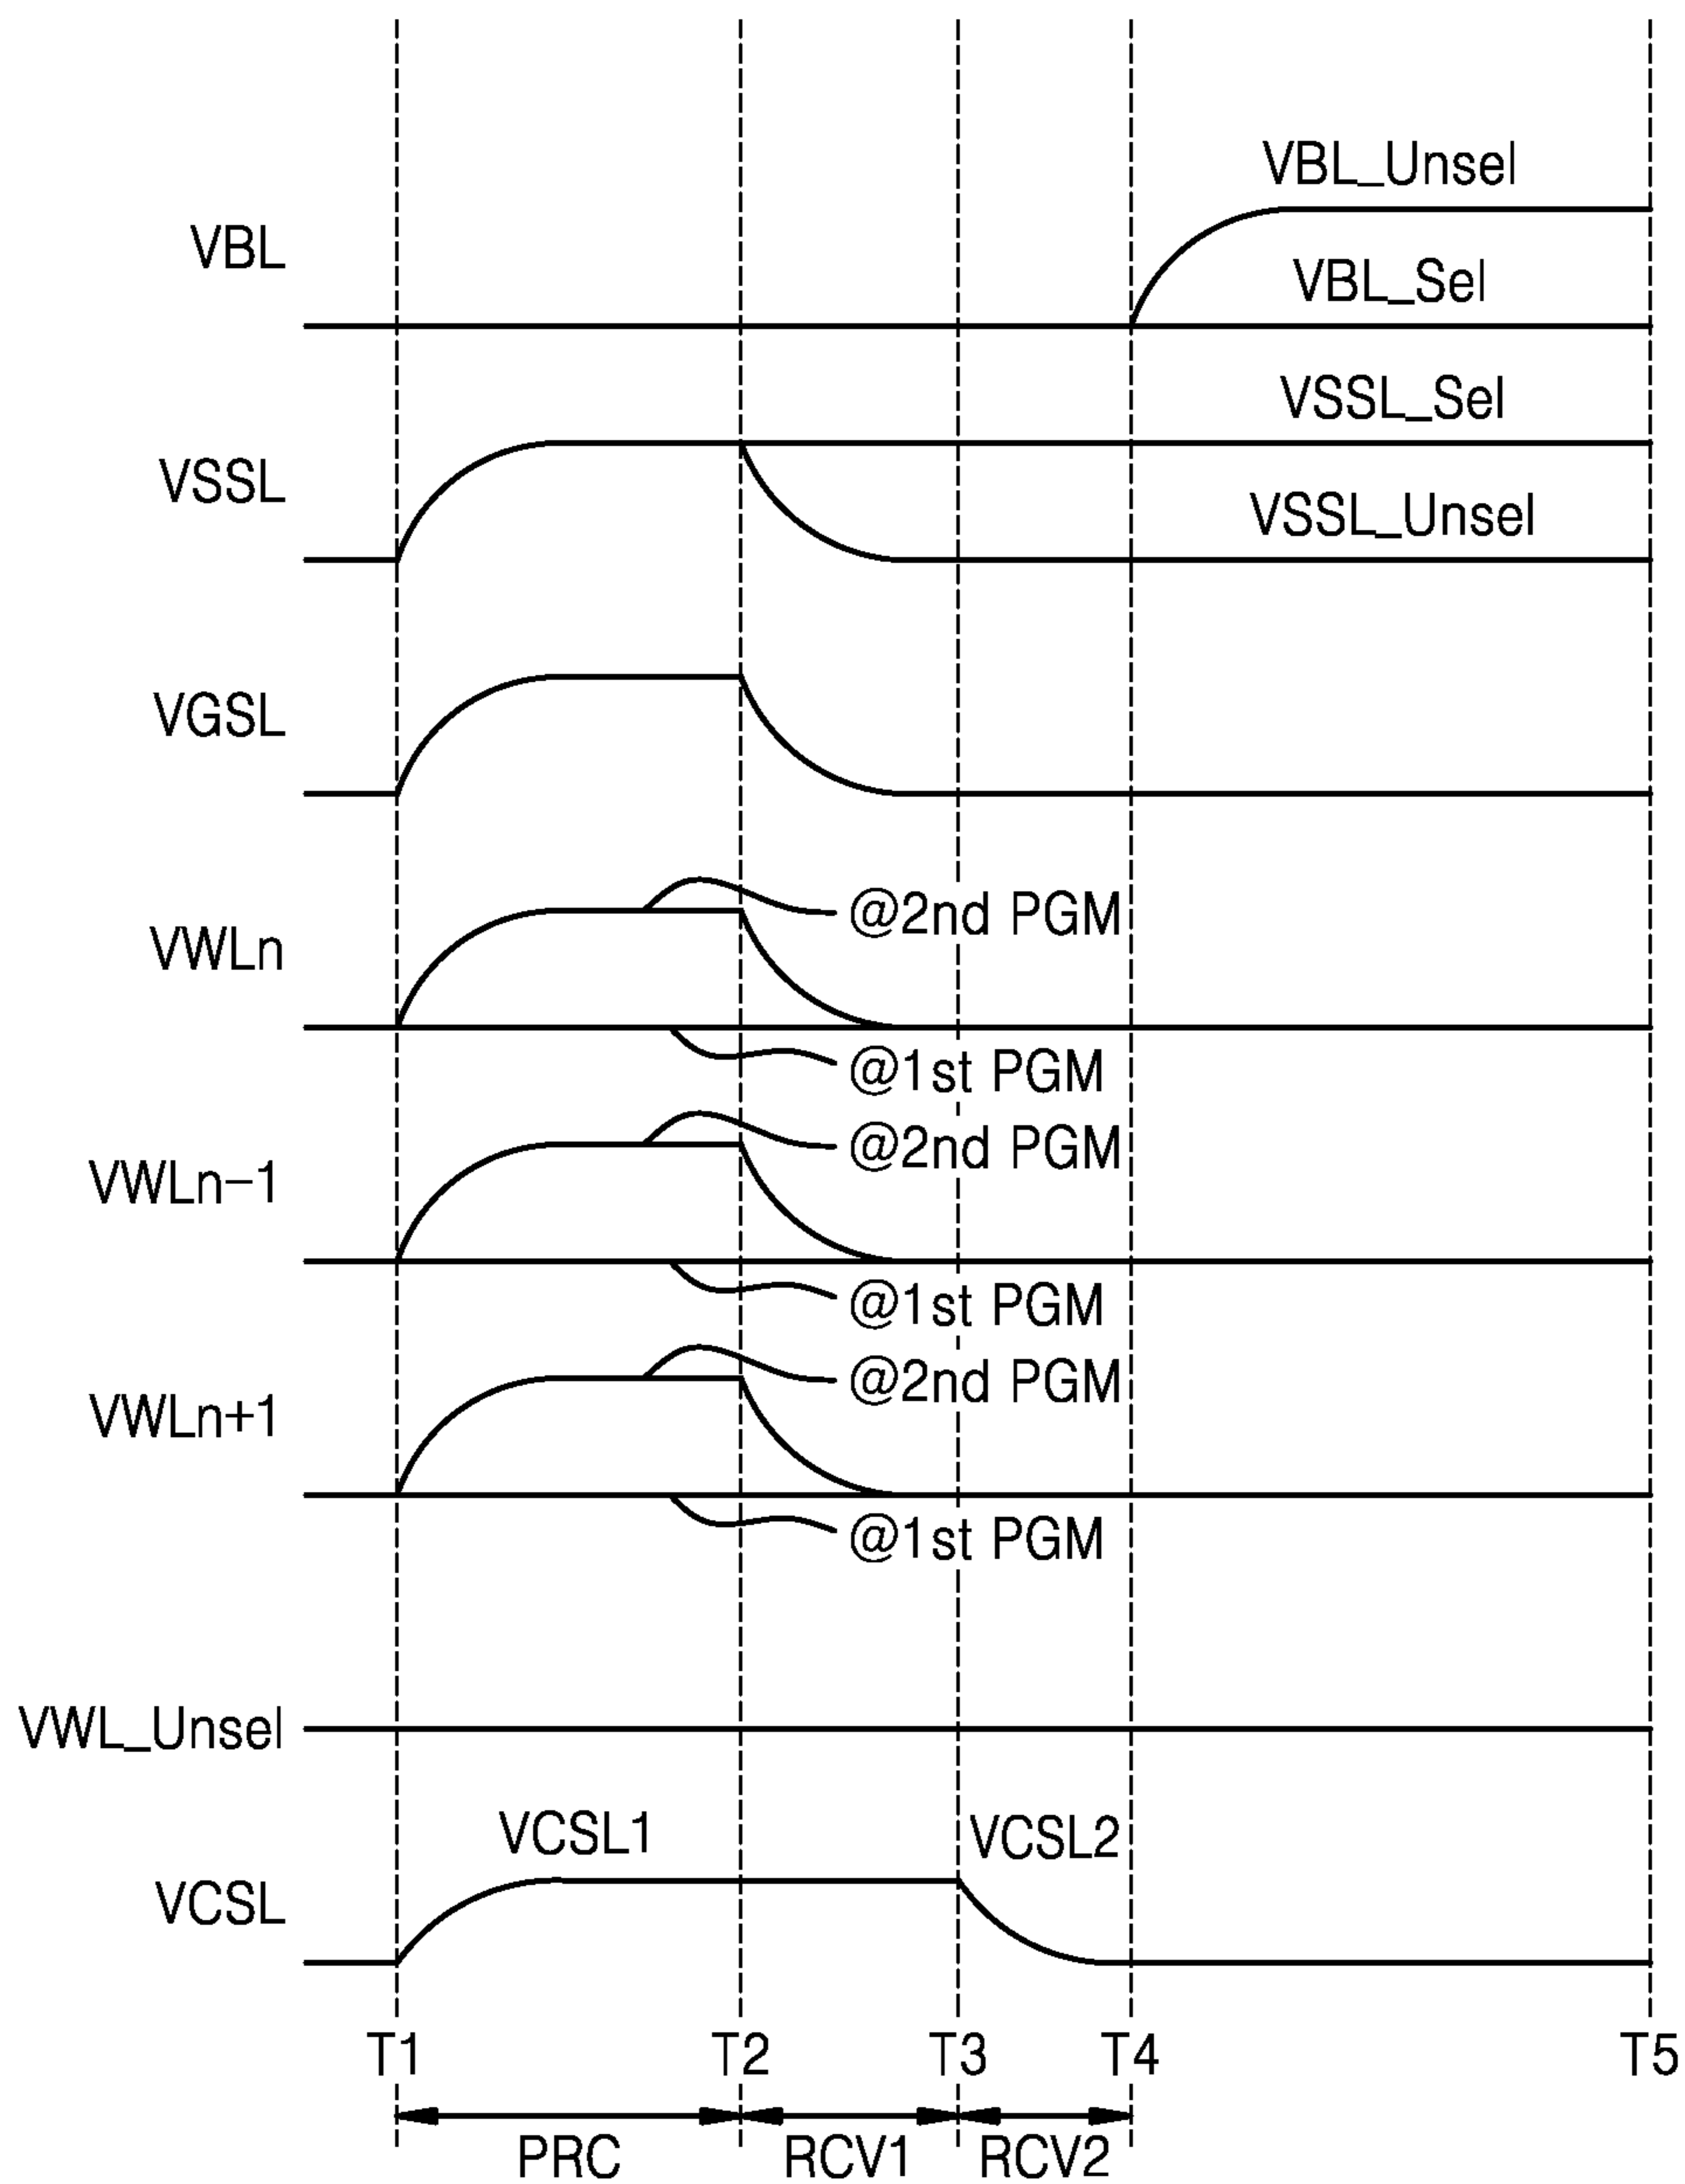 VBL_Unsel
VBL
VBL_Sel
VSSL_Sel
VSSL
VSSL_Unsel
VGSL
@2nd PGM
VWLn
@1st PGM
@2nd PGM
VWLn-1
@1st PGM
@2nd PGM
VWLn+1
@1st PGM
VWL_Unsel
VCSL1 VCSL2
VCSL
T1 T2 T3 T4 T5
PRC RCV1 RCV2